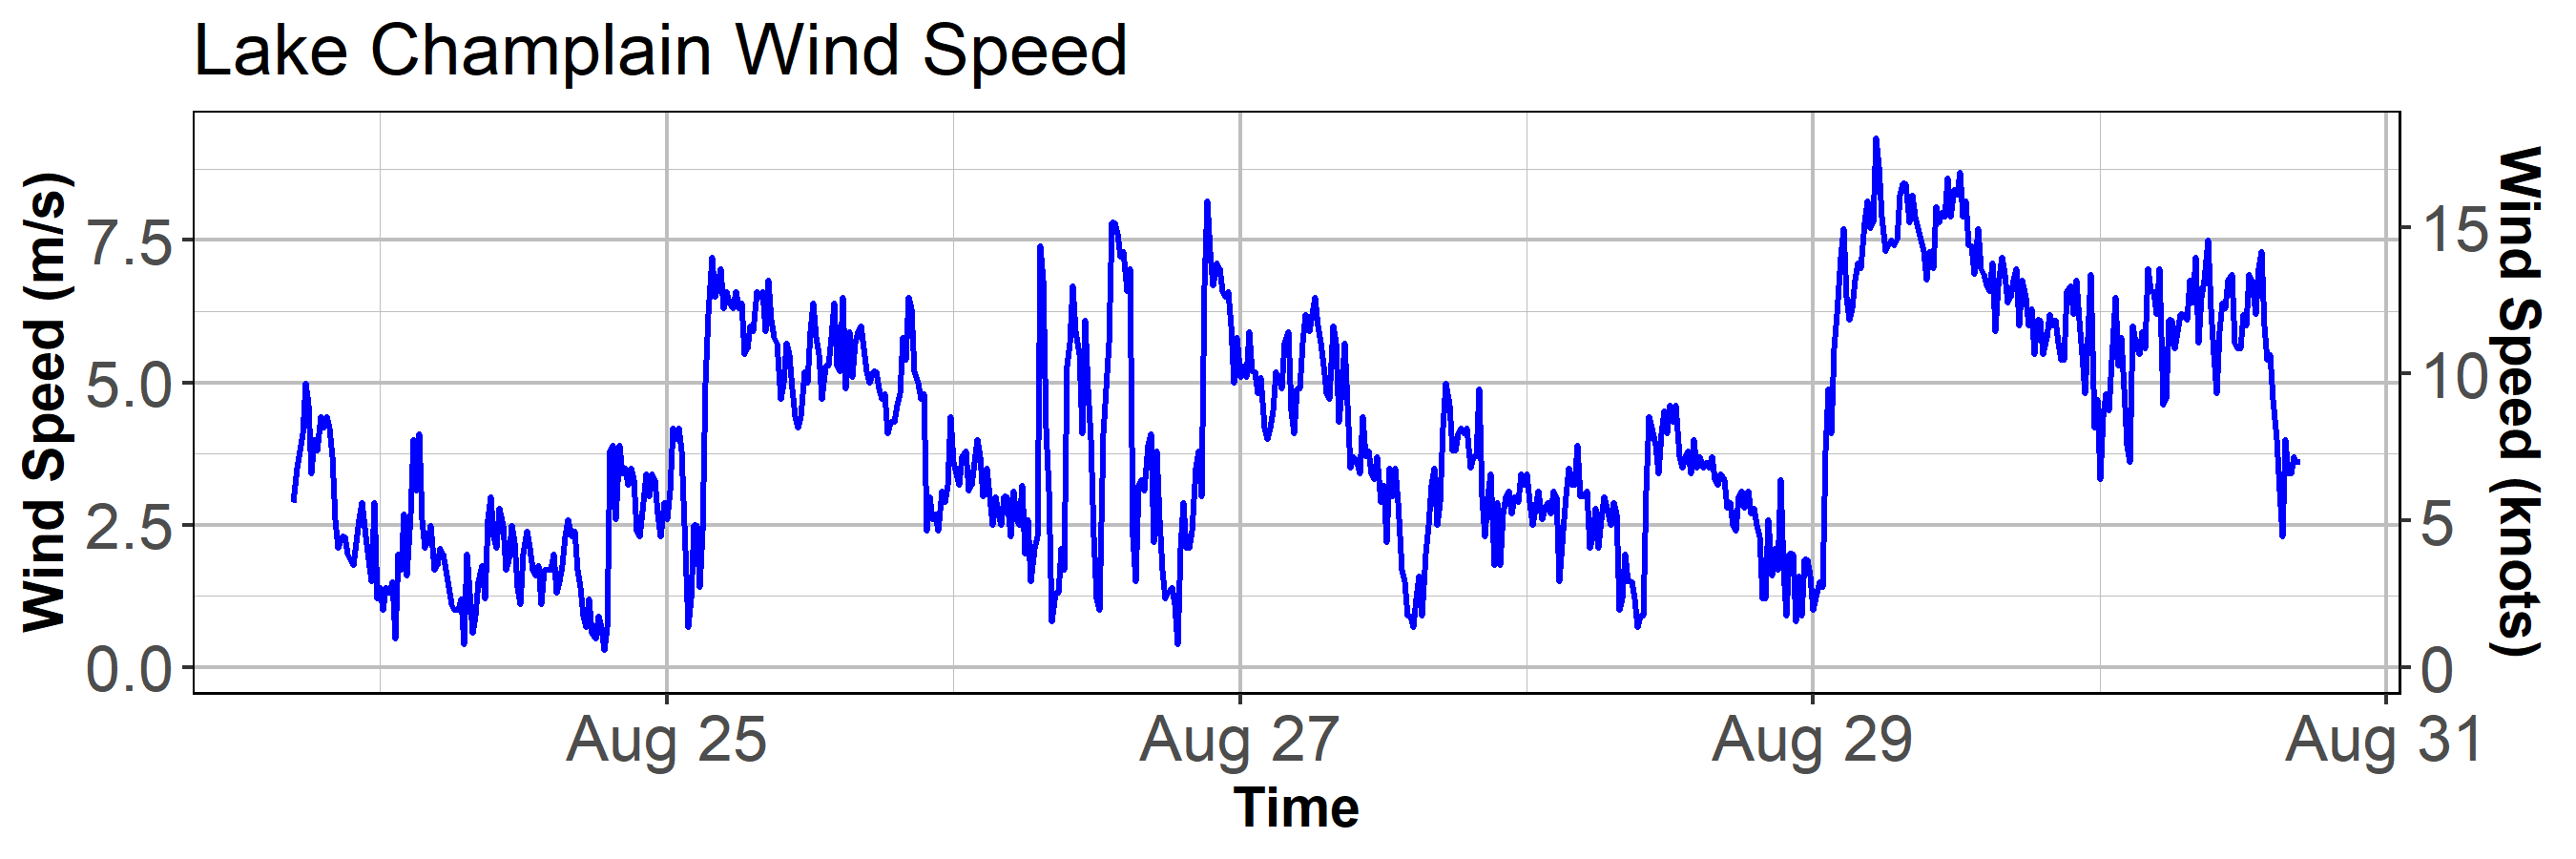 Lake Champlain Wind Speed
Wind Speed (m/s)
7.5
5.0
2.5
0.0
Wind Speed (knots)
15
10
5
0
Aug 25
Aug 27
Aug 29
Aug 31
Time